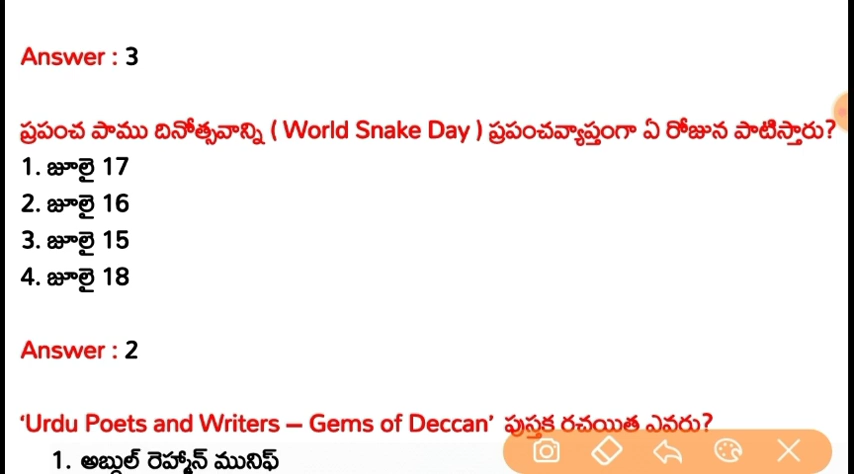 Answer : 3
ప్రపంచ పాము దినోత్సవాన్ని ( World Snake Day ) ప్రపంచవ్యాప్తంగా ఏ రోజున పాటిస్తారు?
1. జూలై 17
2. జూలై 16
3. జూలై 15
4. జూలై 18
Answer : 2
‘Urdu Poets and Writers – Gems of Deccan’ పుస్తక రచయిత ఎవరు?
1. అబ్దుల్ రెహ్మాన్ మునిఫ్